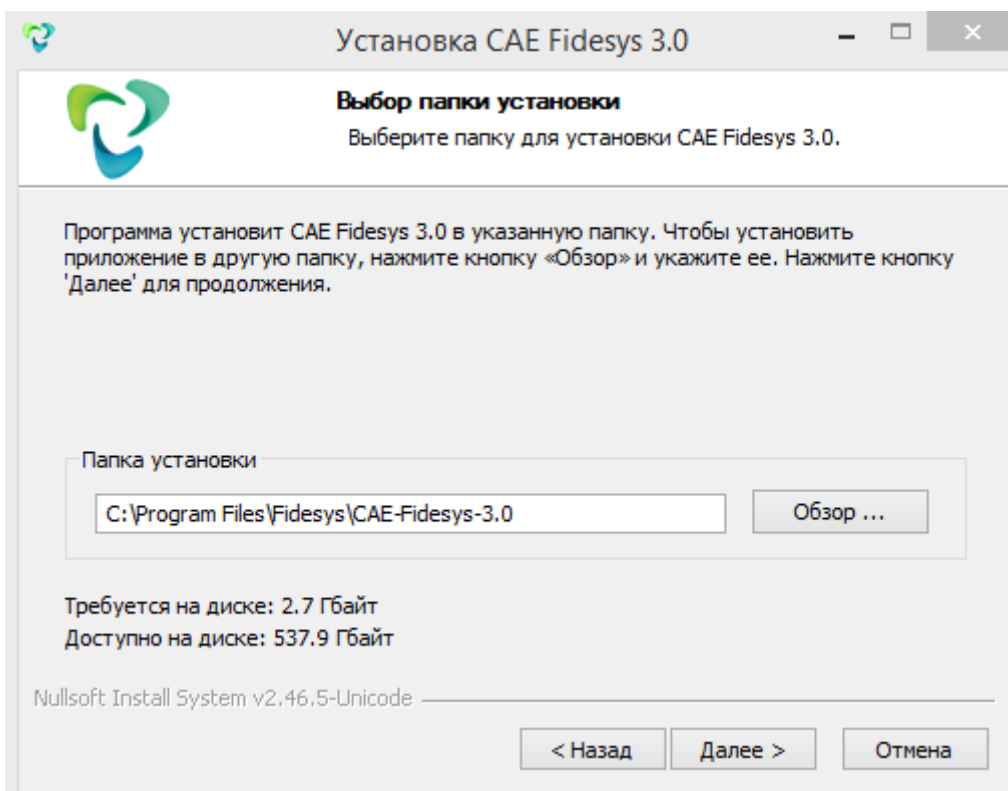 Установка CAE Fidesys 3.0
Выбор папки установки
Выберите папку для установки CAE Fidesys 3.0.
Программа установит CAE Fidesys 3.0 в указанную папку. Чтобы установить
приложение в другую папку, нажмите кнопку «Обзор» и укажите ее. Нажмите кнопку
'Далее' для продолжения.
Папка установки
C:\Program Files\Fidesys\CAE-Fidesys-3.0
Обзор ...
Требуется на диске: 2.7 Гбайт
Доступно на диске: 537.9 Гбайт
Nullsoft Install System v2.46.5-Unicode
< Назад
Далее >
Отмена